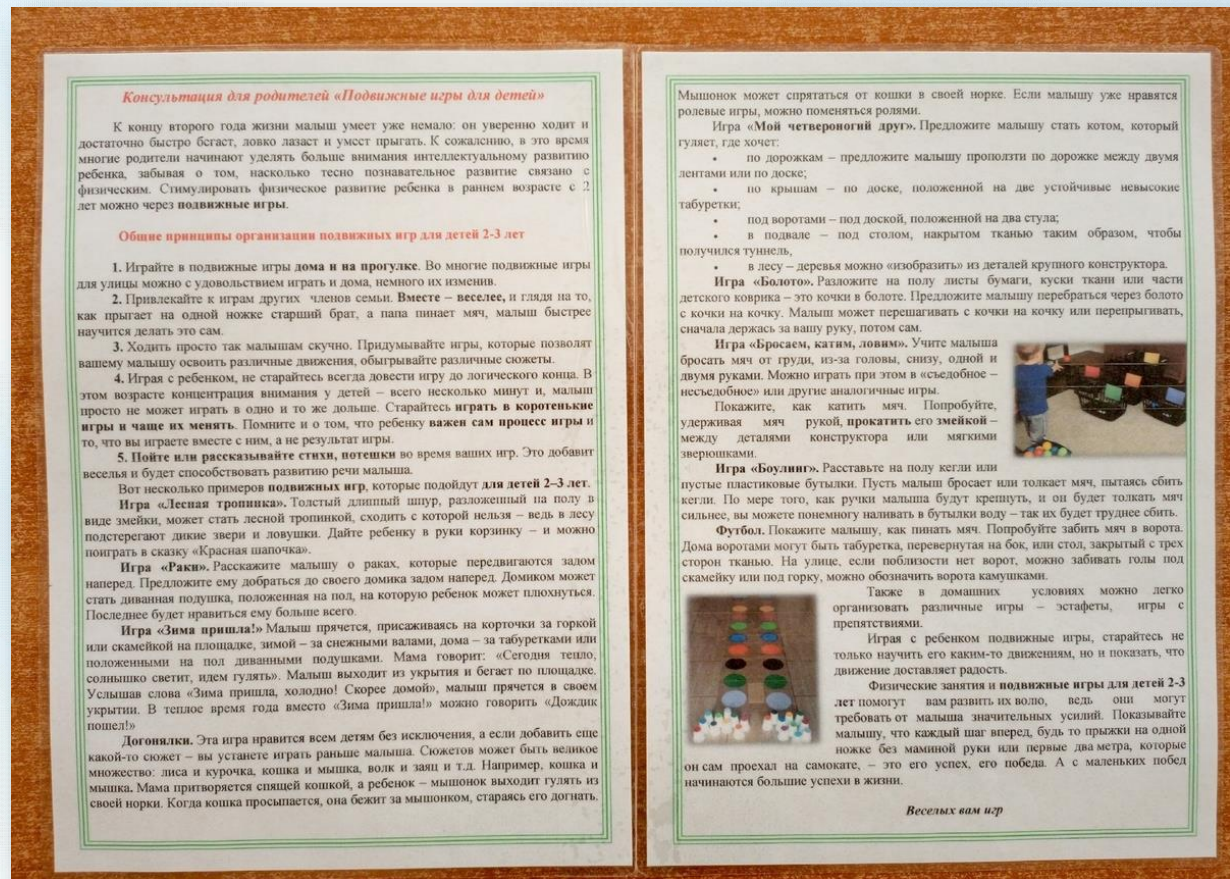 Консультация для родителей «Подвижные игры для детей»
К концу второго года жизни малыш умеет уже немало: он уверенно ходит и
достаточно быстро бегает, ловко лазает и умеет прыгать. К сожалению, в это время
многие родители начинают уделять больше внимания интеллектуальному развитию
ребенка, забывая о том, насколько тесно познавательное развитие связано с
физическим. Стимулировать физическое развитие ребенка в раннем возрасте с 2
лет можно через подвижные игры.
Общие принципы организации подвижных игр для детей 2-3 лет
1. Играйте в подвижные игры дома и на прогулке. Во многие подвижные игры
для улицы можно с удовольствием играть и дома, немного их изменив.
2. Привлекайте к играм других членов семьи. Вместе – веселее, и глядя на то,
как прыгает на одной ножке старший брат, а папа пинает мяч, малыш быстрее
научится делать это сам.
3. Ходить просто так малышам скучно. Придумывайте игры, которые позволят
вашему малышу освоить различные движения, обыгрывайте различные сюжеты.
4. Играя с ребенком, не старайтесь всегда довести игру до логического конца. В
этом возрасте концентрация внимания у детей – всего несколько минут и, малыш
просто не может играть в одно и то же дольше. Старайтесь играть в коротенькие
игры и чаще их менять. Помните и о том, что ребенку важен сам процесс игры и
то, что вы играете вместе с ним, а не результат игры.
5. Пойте или рассказывайте стихи, потешки во время ваших игр. Это добавит
веселья и будет способствовать развитию речи малыша.
Вот несколько примеров подвижных игр, которые подойдут для детей 2–3 лет.
Игра «Лесная тропинка». Толстый длинный шнур, разложенный на полу в
виде змейки, может стать лесной тропинкой, сходить с которой нельзя – ведь в лесу
подстерегают дикие звери и ловушки. Дайте ребенку в руки корзинку – и можно
поиграть в сказку «Красная шапочка».
Игра «Раки». Расскажите малышу о раках, которые передвигаются задом
наперед. Предложите ему добраться до своего домика задом наперед. Домиком может
стать диванная подушка, положенная на пол, на которую ребенок может плюхнуться.
Последнее будет нравиться ему больше всего.
Игра «Зима пришла!» Малыш прячется, присаживаясь на корточки за горкой
или скамейкой на площадке, зимой – за снежными валами, дома – за табуретками или
положенными на пол диванными подушками. Мама говорит: «Сегодня тепло,
солнышко светит, идем гулять». Малыш выходит из укрытия и бегает по площадке.
Услышав слова «Зима пришла, холодно! Скорее домой», малыш прячется в своем
укрытии. В теплое время года вместо «Зима пришла!» можно говорить «Дождик
пошел!»
Догонялки. Эта игра нравится всем детям без исключения, а если добавить еще
какой-то сюжет – вы устанете играть раньше малыша. Сюжетов может быть великое
множество: лиса и курочка, кошка и мышка, волк и заяц и т.д. Например, кошка и
мышка. Мама притворяется спящей кошкой, а ребенок – мышонок выходит гулять из
своей норки. Когда кошка просыпается, она бежит за мышонком, стараясь его догнать.
Мышонок может спрятаться от кошки в своей норке. Если малышу уже нравятся
ролевые игры, можно поменяться ролями.
Игра «Мой четвероногий друг». Предложите малышу стать котом, который
гуляет, где хочет:
• по дорожкам – предложите малышу проползти по дорожке между двумя
лентами или по доске;
• по крышам – по доске, положенной на две устойчивые невысокие
табуретки;
• под воротами – под доской, положенной на два стула;
• в подвале – под столом, накрытом тканью таким образом, чтобы
получился туннель,
• в лесу – деревья можно «изобразить» из деталей крупного конструктора.
Игра «Болото». Разложите на полу листы бумаги, куски ткани или части
детского коврика – это кочки в болоте. Предложите малышу перебраться через болото
с кочки на кочку. Малыш может перешагивать с кочки на кочку или перепрыгивать,
сначала держась за вашу руку, потом сам.
Игра «Бросаем, катим, ловим». Учите малыша
бросать мяч от груди, из-за головы, снизу, одной и
двумя руками. Можно играть при этом в «съедобное –
несъедобное» или другие аналогичные игры.
Покажите, как катить мяч. Попробуйте,
удерживая мяч рукой, прокатить его змейкой –
между деталями конструктора или мягкими
зверюшками.
Игра «Боулинг». Расставьте на полу кегли или
пустые пластиковые бутылки. Пусть малыш бросает или толкает мяч, пытаясь сбить
кегли. По мере того, как ручки малыша будут крепнуть, и он будет толкать мяч
сильнее, вы можете понемногу наливать в бутылки воду – так их будет труднее сбить.
Футбол. Покажите малышу, как пинать мяч. Попробуйте забить мяч в ворота.
Дома воротами могут быть табуретка, перевернутая на бок, или стол, закрытый с трех
сторон тканью. На улице, если поблизости нет ворот, можно забивать голы под
скамейку или под горку, можно обозначить ворота камушками.
Также в домашних условиях можно легко
организовать различные игры – эстафеты, игры с
препятствиями.
Играя с ребенком подвижные игры, старайтесь не
только научить его каким-то движениям, но и показать, что
движение доставляет радость.
Физические занятия и подвижные игры для детей 2-3
лет помогут вам развить их волю, ведь они могут
требовать от малыша значительных усилий. Показывайте
малышу, что каждый шаг вперед, будь то прыжки на одной
ножке без маминой руки или первые два метра, которые
он сам проехал на самокате, – это его успех, его победа. А с маленьких побед
начинаются большие успехи в жизни.
Веселых вам игр